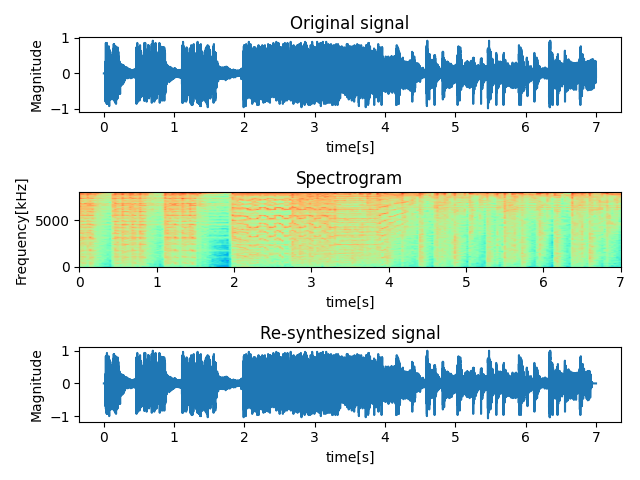 Original signal
1
0
−1
Magnitude
0 1 2 3 4 5 6 7
time[s]
Spectrogram
5000
0
Frequency[kHz]
0 1 2 3 4 5 6 7
time[s]
Re-synthesized signal
1
0
−1
Magnitude
0 1 2 3 4 5 6 7
time[s]